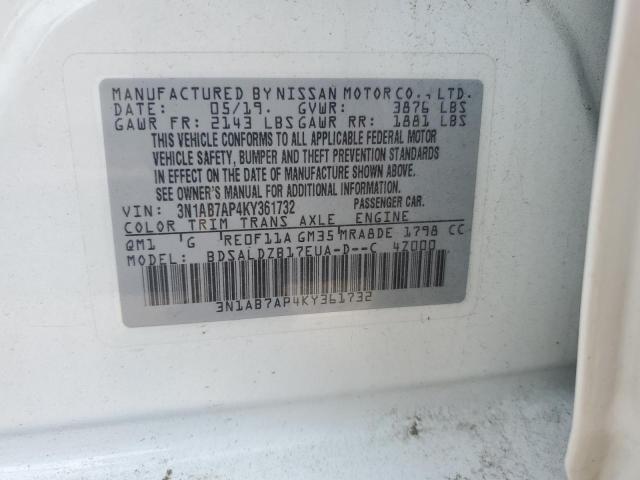 MANUFACTURED BY NISSAN MOTOR CO., LTD.
DATE: 05/19. GVWR: 3876 LBS
GAWR FR: 2143 LBS GAWR RR: 1881 LBS
THIS VEHICLE CONFORMS TO ALL APPLICABLE FEDERAL MOTOR
VEHICLE SAFETY, BUMPER AND THEFT PREVENTION STANDARDS
IN EFFECT ON THE DATE OF MANUFACTURE SHOWN ABOVE.
SEE OWNER'S MANUAL FOR ADDITIONAL INFORMATION.
VIN: 3N1AB7AP4KY361732 PASSENGER CAR.
COLOR TRIM TRANS AXLE ENGINE
QM1 G RE0F11A GM35 MRA8DE 1798 CC
MODEL: BDSALDZB17EUA-D--C 47000
3N1AB7AP4KY361732